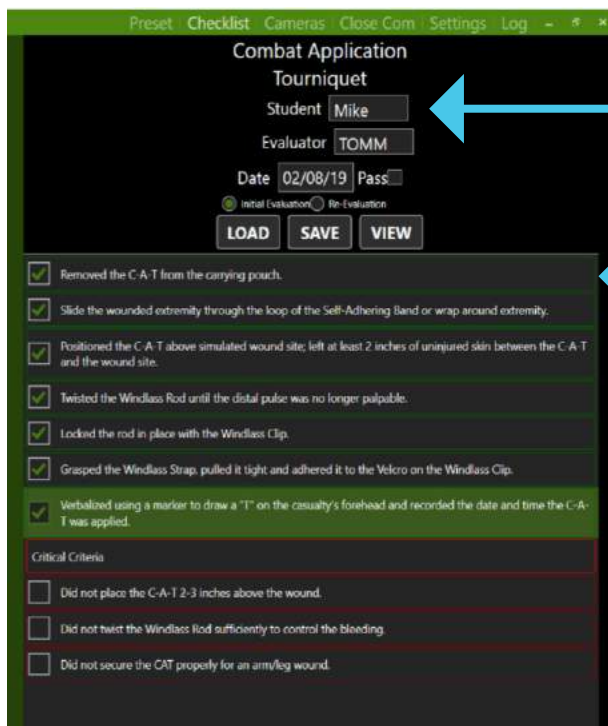 Preset Checklist Cameras Close Com Settings Log
Combat Application
Tourniquet
Student Mike
Evaluator TOMM
Date 02/08/19 Pass
Initial Evaluation Re-Evaluation
LOAD SAVE VIEW
Removed the C-A-T from the carrying pouch.
Slide the wounded extremity through the loop of the Self-Adhering Band or wrap around extremity.
Positioned the C-A-T above simulated wound site; left at least 2 inches of uninjured skin between the C-A-T
and the wound site.
Twisted the Windlass Rod until the distal pulse was no longer palpable.
Locked the rod in place with the Windlass Clip.
Grasped the Windlass Strap, pulled it tight and adhered it to the Velcro on the Windlass Clip.
Verbalized using a marker to draw a "T" on the casualty's forehead and recorded the date and time the C-A-
T was applied.
Critical Criteria
Did not place the C-A-T 2-3 inches above the wound.
Did not twist the Windlass Rod sufficiently to control the bleeding.
Did not secure the CAT properly for an arm/leg wound.